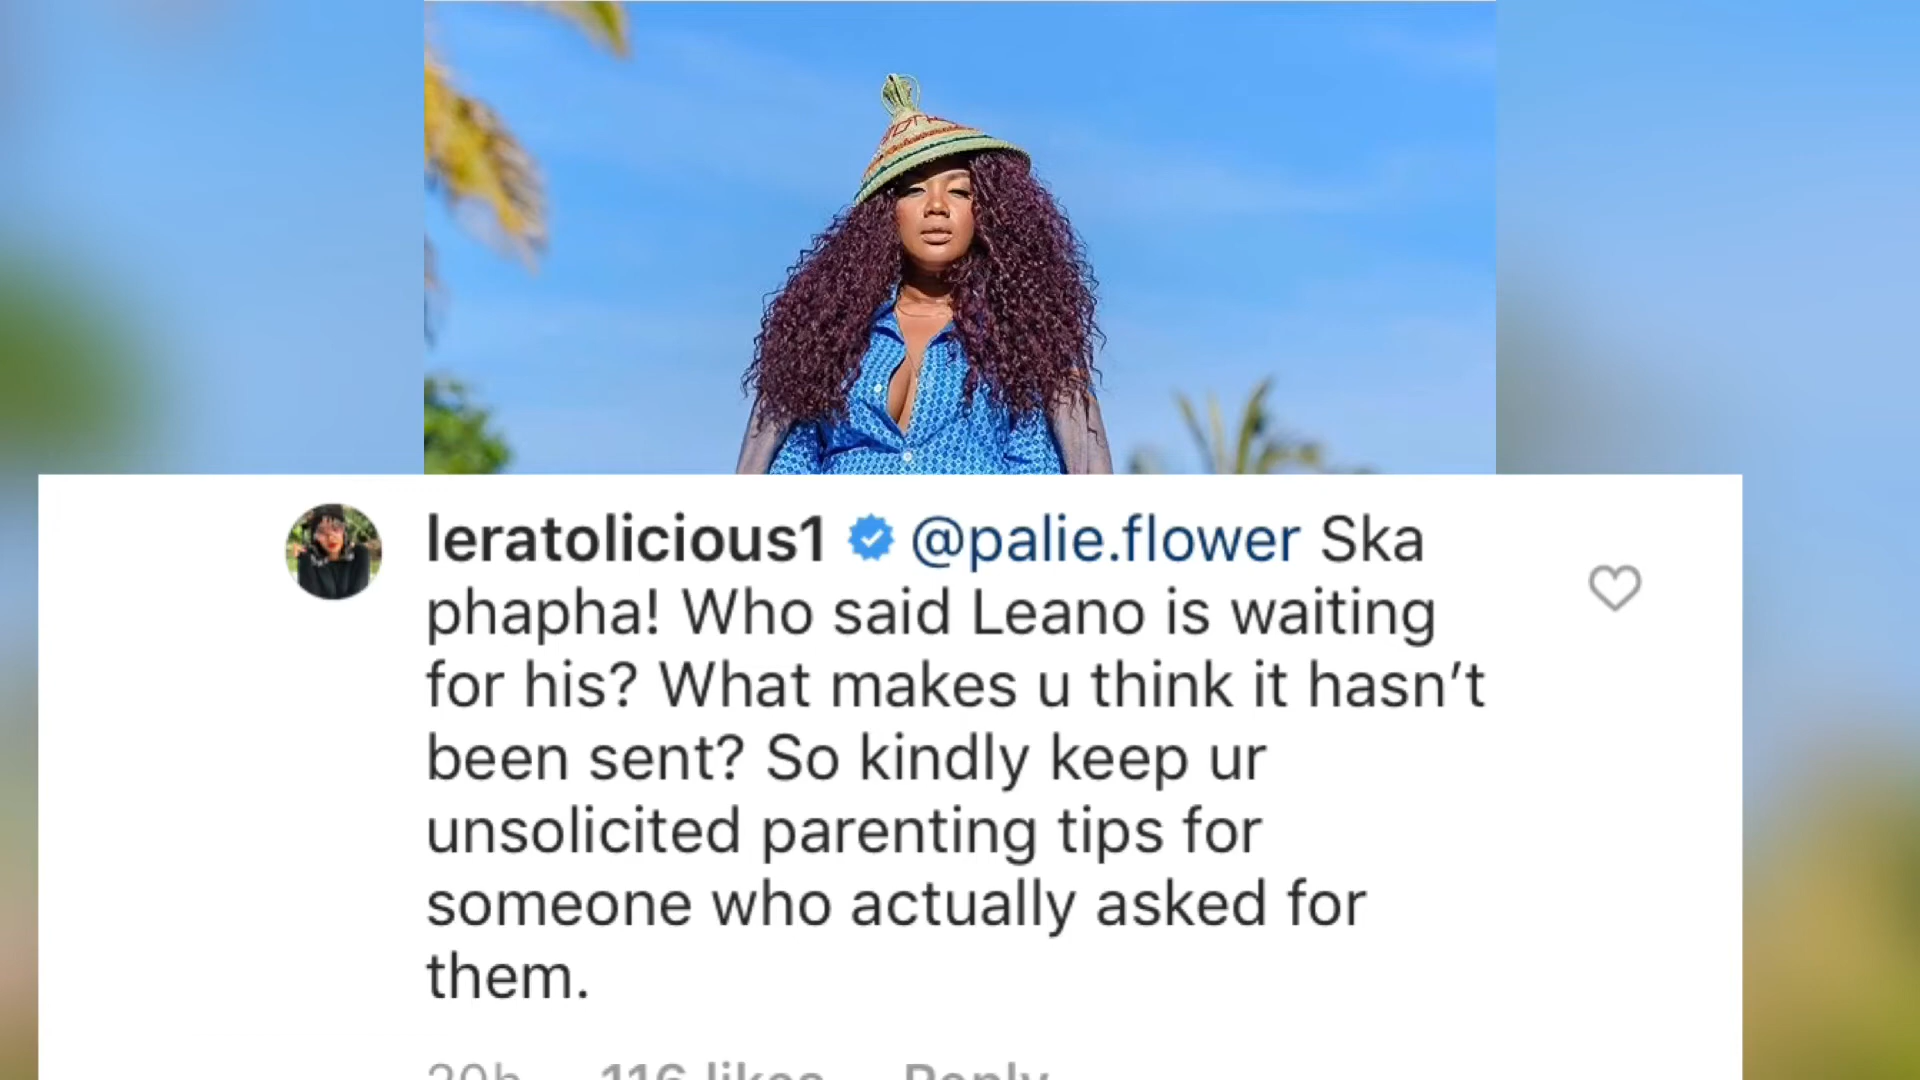 leratolicious1 @palie.flower Ska
phapha! Who said Leano is waiting
for his? What makes u think it hasn't
been sent? So kindly keep ur
unsolicited parenting tips for
someone who actually asked for
them.
20h 116 likes Reply